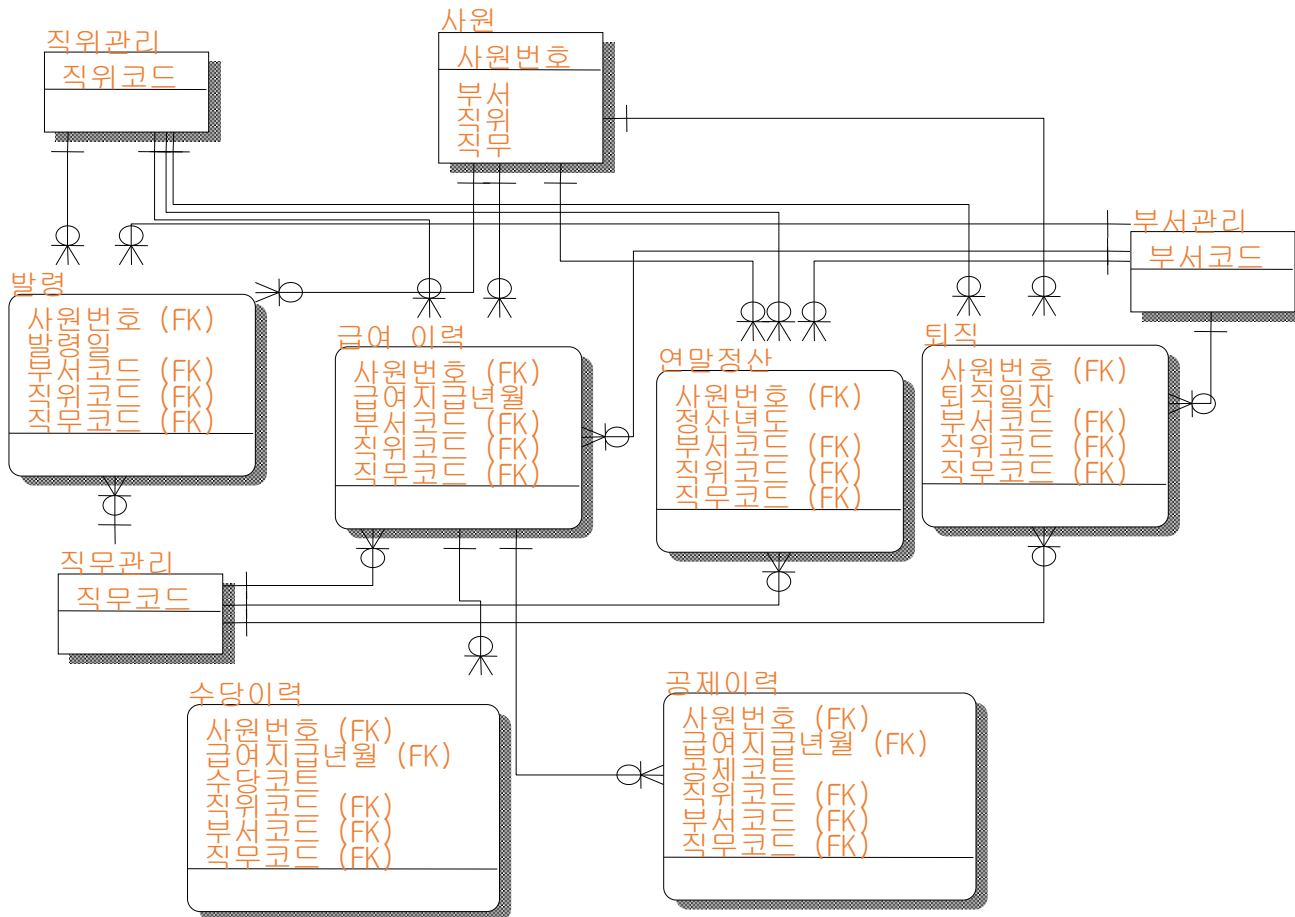 직위관리
직위코드
사원
사원번호
부서
직위
직무
부서관리
부서코드
발령
사원번호 (FK)
발령일
부서코드 (FK)
직위코드 (FK)
직무코드 (FK)
급여 이력
사원번호 (FK)
급여지급년월
부서코드 (FK)
직위코드 (FK)
직무코드 (FK)
연말정산
사원번호 (FK)
정산년도
부서코드 (FK)
직위코드 (FK)
직무코드 (FK)
퇴직
사원번호 (FK)
퇴직일자
부서코드 (FK)
직위코드 (FK)
직무코드 (FK)
직무관리
직무코드
수당이력
사원번호 (FK)
급여지급년월 (FK)
수당코트
직위코드 (FK)
부서코드 (FK)
직무코드 (FK)
공제이력
사원번호 (FK)
급여지급년월 (FK)
공제코트
직위코드 (FK)
부서코드 (FK)
직무코드 (FK)